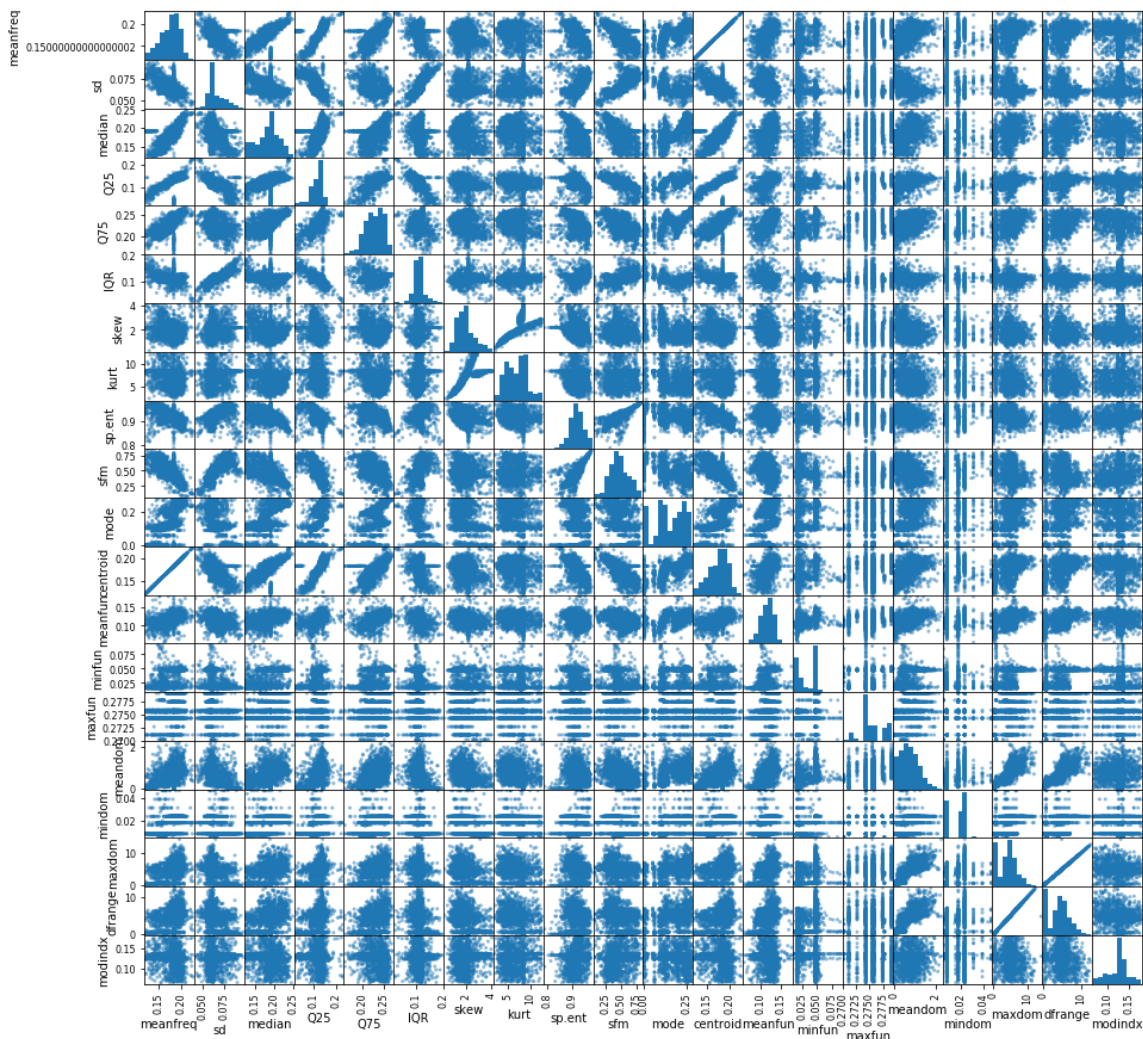 meanfreq
0.2
0.15000000000000002
sd
0.075
0.050
median
0.25
0.20
0.15
Q25
0.2
0.1
Q75
0.25
0.20
IQR
0.2
0.1
skew
4
2
kurt
10
5
sp.ent
0.9
0.8
sfm
0.75
0.50
0.25
mode
0.2
0.0
centroid
0.20
0.15
meanfun
0.15
0.10
minfun
0.075
0.050
0.025
maxfun
0.2775
0.2750
0.2725
0.2700
meandom
2
0
mindom
0.04
0.02
maxdom
10
0
dfrange
10
0
modindx
0.15
0.10
0.15 0.20 0.050 0.075 0.15 0.20 0.25 0.1 0.2 0.20 0.25 0.1 0.2 2 4 5 10 0.8 0.9 0.25 0.50 0.75 0.00 0.25 0.15 0.20 0.10 0.15 0.025 0.050 0.075 0.2700 0.2725 0.2750 0.2775 0 2 0.02 0.04 0 10 0 10 0.10 0.15
meanfreq sd median Q25 Q75 IQR skew kurt sp.ent sfm mode centroid meanfun minfun maxfun meandom mindom maxdom dfrange modindx